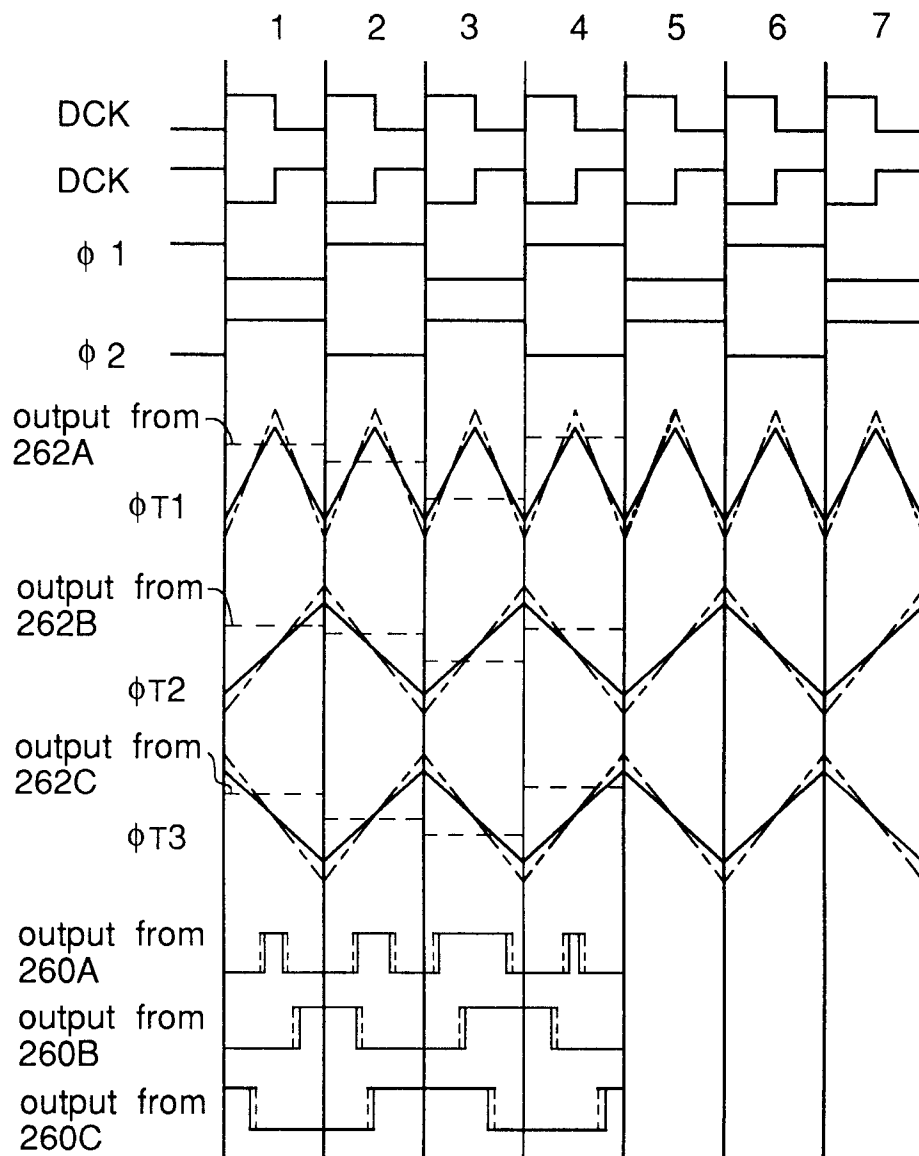 1 2 3 4 5 6 7
DCK
DCK
ϕ 1
ϕ 2
output from
262A
ϕT1
output from
262B
ϕT2
output from
262C
ϕT3
output from
260A
output from
260B
output from
260C